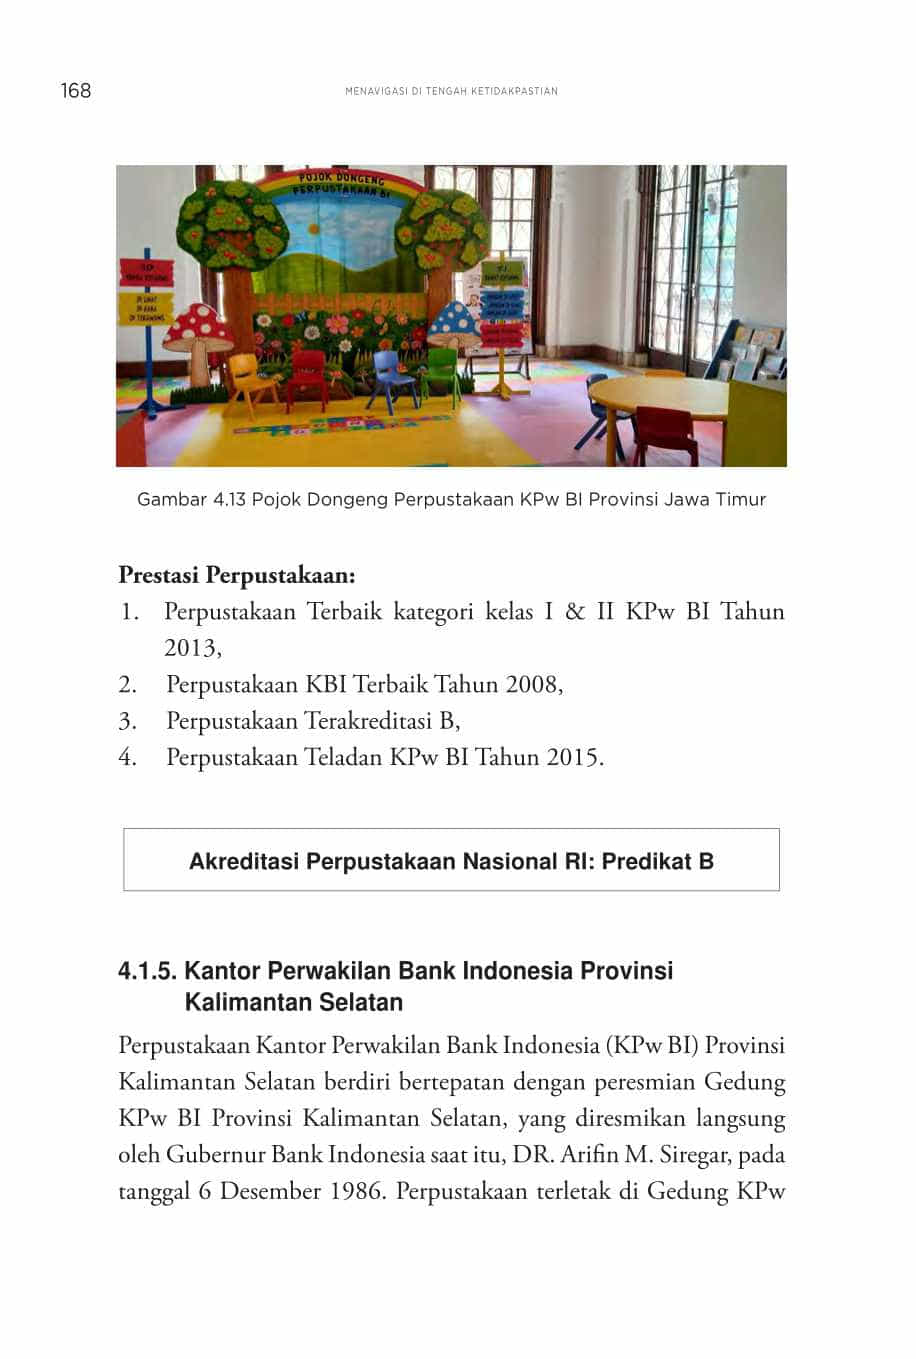 168
MENAVIGASI DI TENGAH KETIDAKPASTIAN
POJOK DONGENG
PERPUSTAKAAN BI
Gambar 4.13 Pojok Dongeng Perpustakaan KPw BI Provinsi Jawa Timur
Prestasi Perpustakaan:
1. Perpustakaan Terbaik kategori kelas I & II KPw BI Tahun
2013,
2. Perpustakaan KBI Terbaik Tahun 2008,
3. Perpustakaan Terakreditasi B,
4. Perpustakaan Teladan KPw BI Tahun 2015.
Akreditasi Perpustakaan Nasional RI: Predikat B
4.1.5. Kantor Perwakilan Bank Indonesia Provinsi
Kalimantan Selatan
Perpustakaan Kantor Perwakilan Bank Indonesia (KPw BI) Provinsi
Kalimantan Selatan berdiri bertepatan dengan peresmian Gedung
KPw BI Provinsi Kalimantan Selatan, yang diresmikan langsung
oleh Gubernur Bank Indonesia saat itu, DR. Arifin M. Siregar, pada
tanggal 6 Desember 1986. Perpustakaan terletak di Gedung KPw